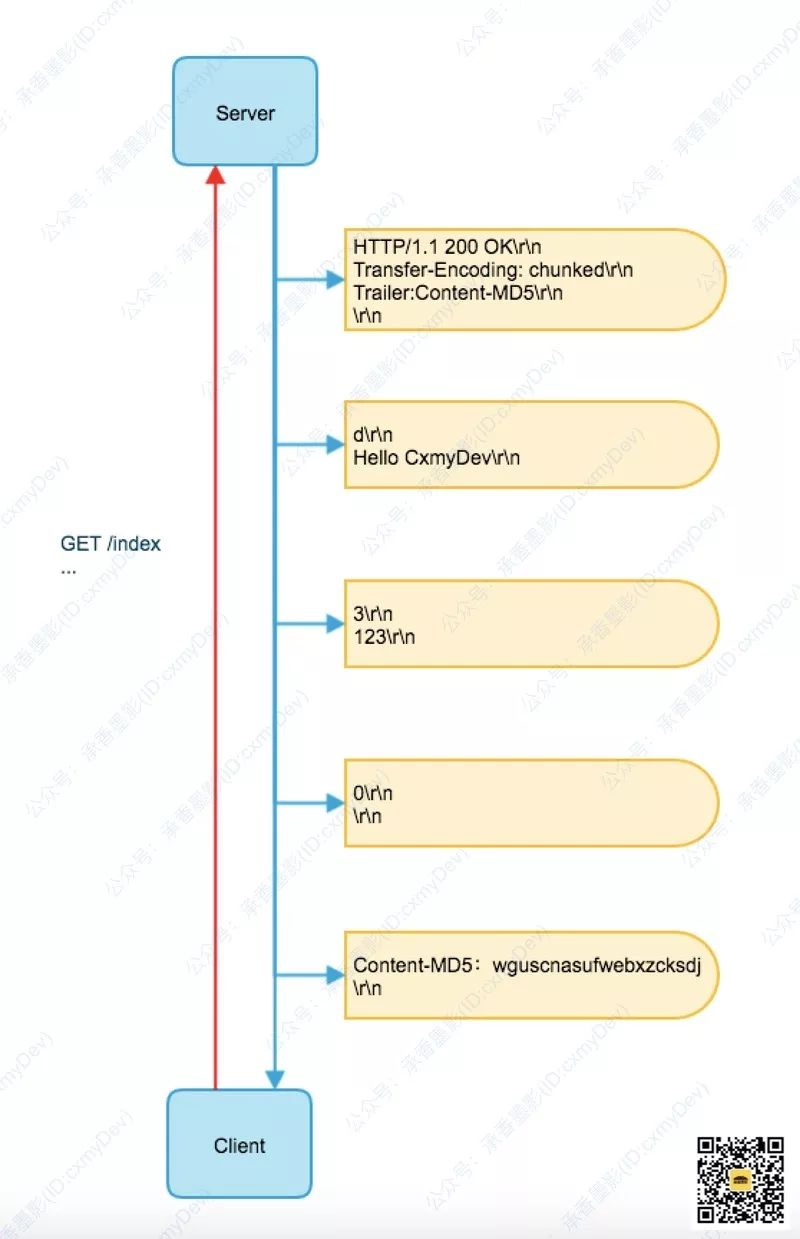 Server
HTTP/1.1 200 OK\r\n
Transfer-Encoding: chunked\r\n
Trailer:Content-MD5\r\n
\r\n
d\r\n
Hello CxmyDev\r\n
GET /index
...
3\r\n
123\r\n
0\r\n
\r\n
Content-MD5：wguscnasufwebxzcksdj
\r\n
Client
公众号：承香墨影(ID:cxmyDev)